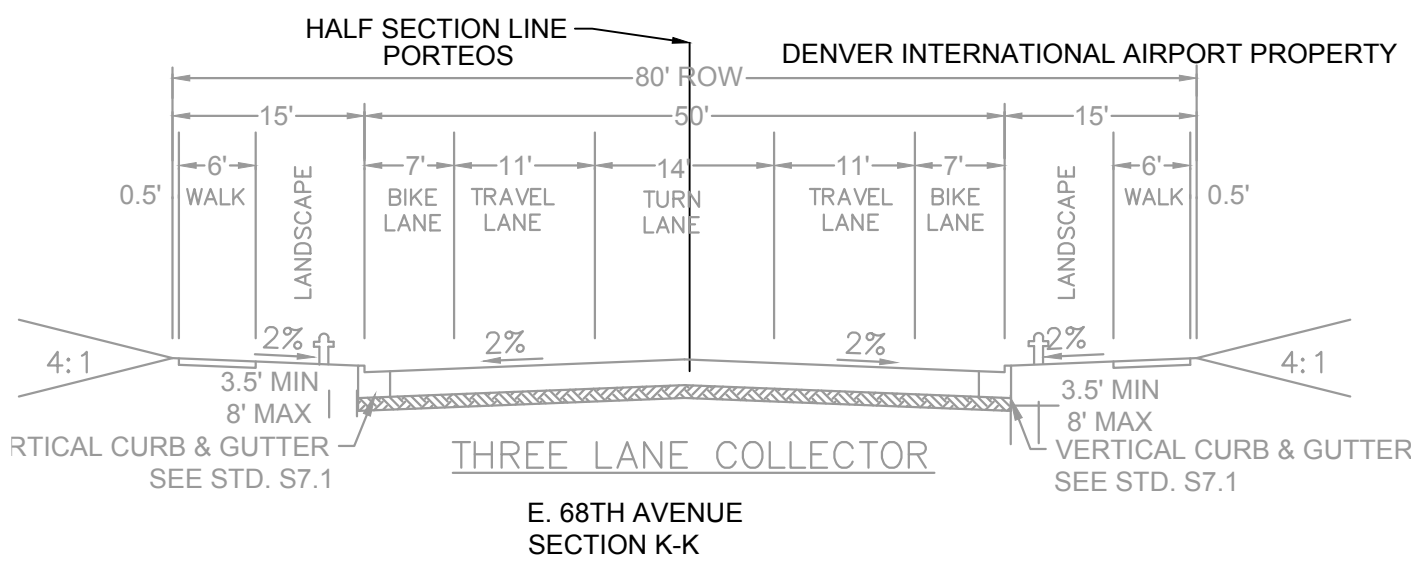 HALF SECTION LINE
PORTEOS
DENVER INTERNATIONAL AIRPORT PROPERTY
80' ROW
15'
50'
15'
6'
7'
11'
14'
11'
7'
6'
0.5'
WALK
LANDSCAPE
BIKE
LANE
TRAVEL
LANE
TURN
LANE
TRAVEL
LANE
BIKE
LANE
LANDSCAPE
WALK
0.5'
2%
2%
2%
2%
4:1
4:1
3.5' MIN
8' MAX
3.5' MIN
8' MAX
RTICAL CURB & GUTTER
SEE STD. S7.1
VERTICAL CURB & GUTTER
SEE STD. S7.1
THREE LANE COLLECTOR
E. 68TH AVENUE
SECTION K-K